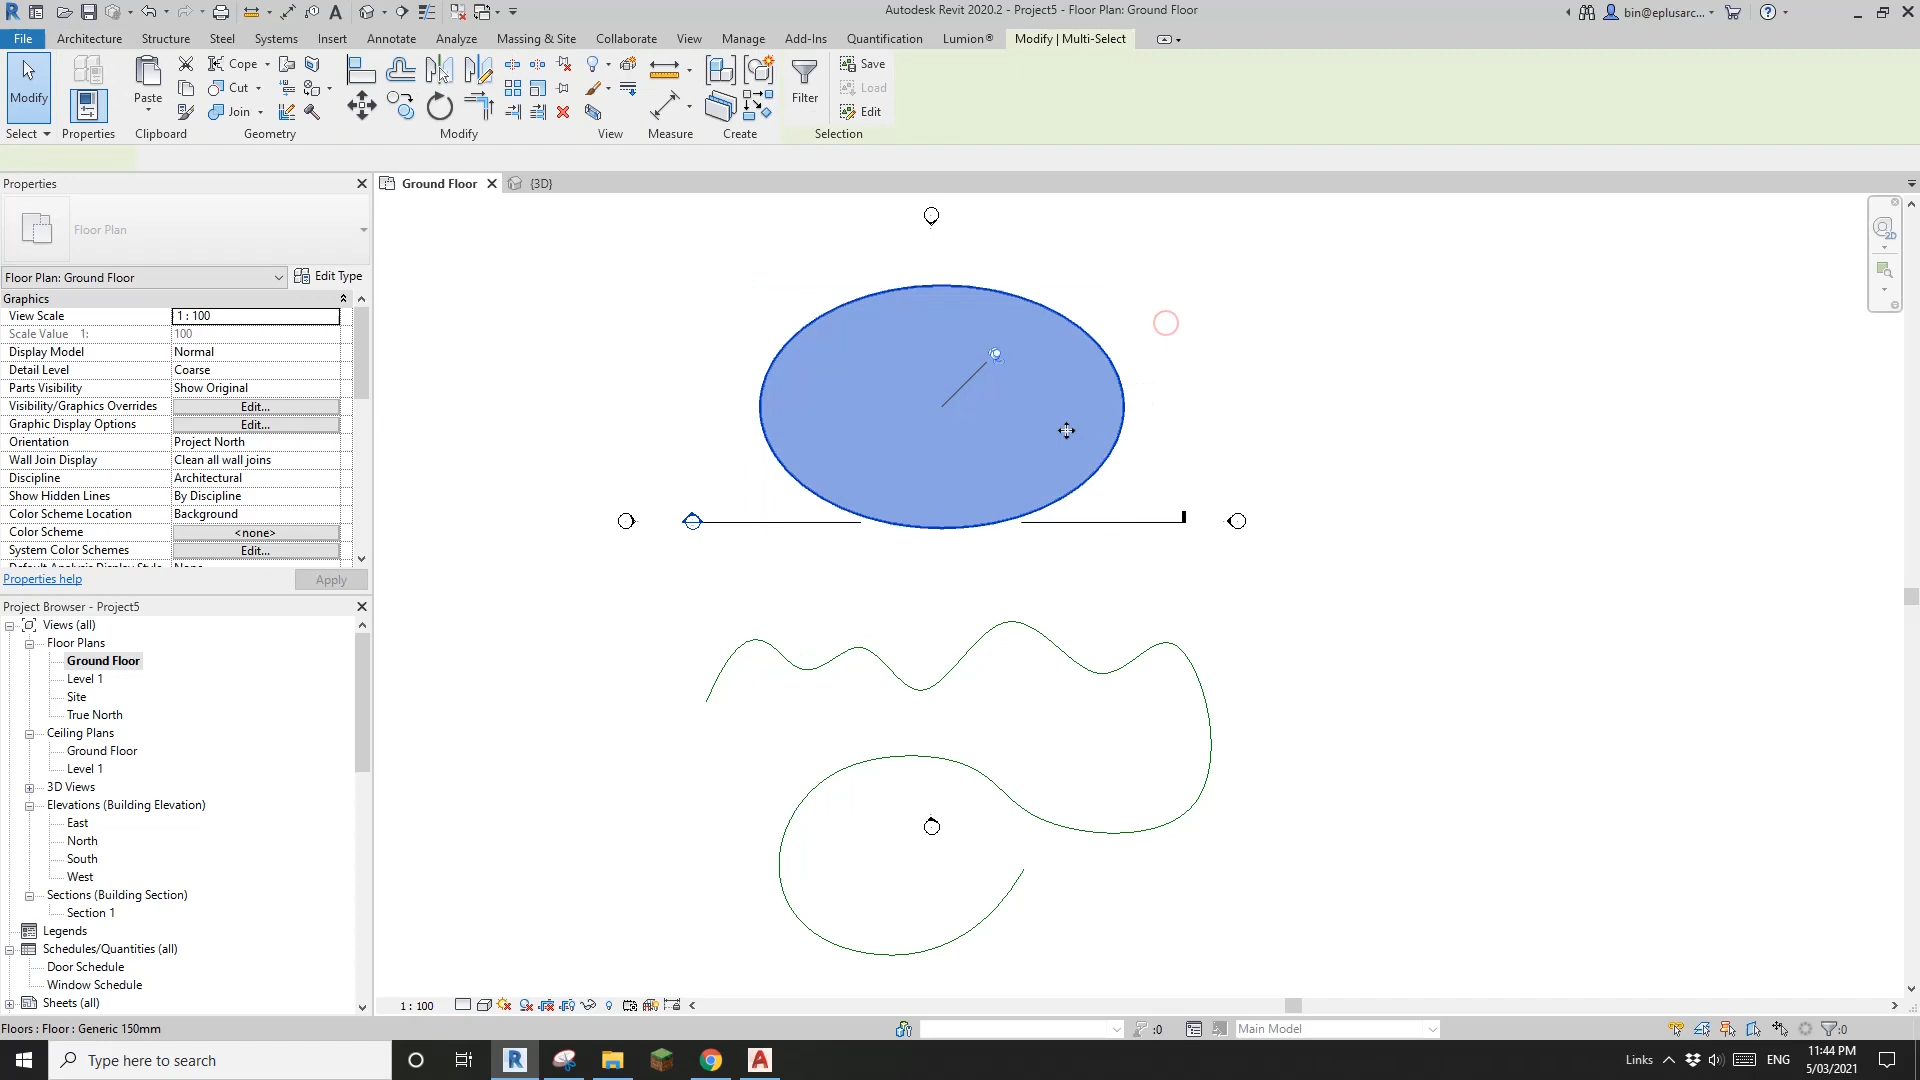 Autodesk Revit 2020.2 - Project5 - Floor Plan: Ground Floor
bin@eplusarc...
File Architecture Structure Steel Systems Insert Annotate Analyze Massing & Site Collaborate View Manage Add-Ins Quantification Lumion® Modify | Multi-Select
Cope Save
Cut Load
Modify Paste Filter
Join Edit
Select Properties Clipboard Geometry Modify View Measure Create Selection
Properties
Ground Floor {3D}
2D
Floor Plan
Floor Plan: Ground Floor Edit Type
Graphics
View Scale 1 : 100
Scale Value 1: 100
Display Model Normal
Detail Level Coarse
Parts Visibility Show Original
Visibility/Graphics Overrides Edit...
Graphic Display Options Edit...
Orientation Project North
Wall Join Display Clean all wall joins
Discipline Architectural
Show Hidden Lines By Discipline
Color Scheme Location Background
Color Scheme <none>
System Color Schemes Edit...
Properties help Apply
Project Browser - Project5
Views (all)
Floor Plans
Ground Floor
Level 1
Site
True North
Ceiling Plans
Ground Floor
Level 1
3D Views
Elevations (Building Elevation)
East
North
South
West
Sections (Building Section)
Section 1
Legends
Schedules/Quantities (all)
Door Schedule
Window Schedule
Sheets (all)
1 : 100
Floors : Floor : Generic 150mm :0 Main Model :0
Type here to search
Links ENG 11:44 PM
5/03/2021